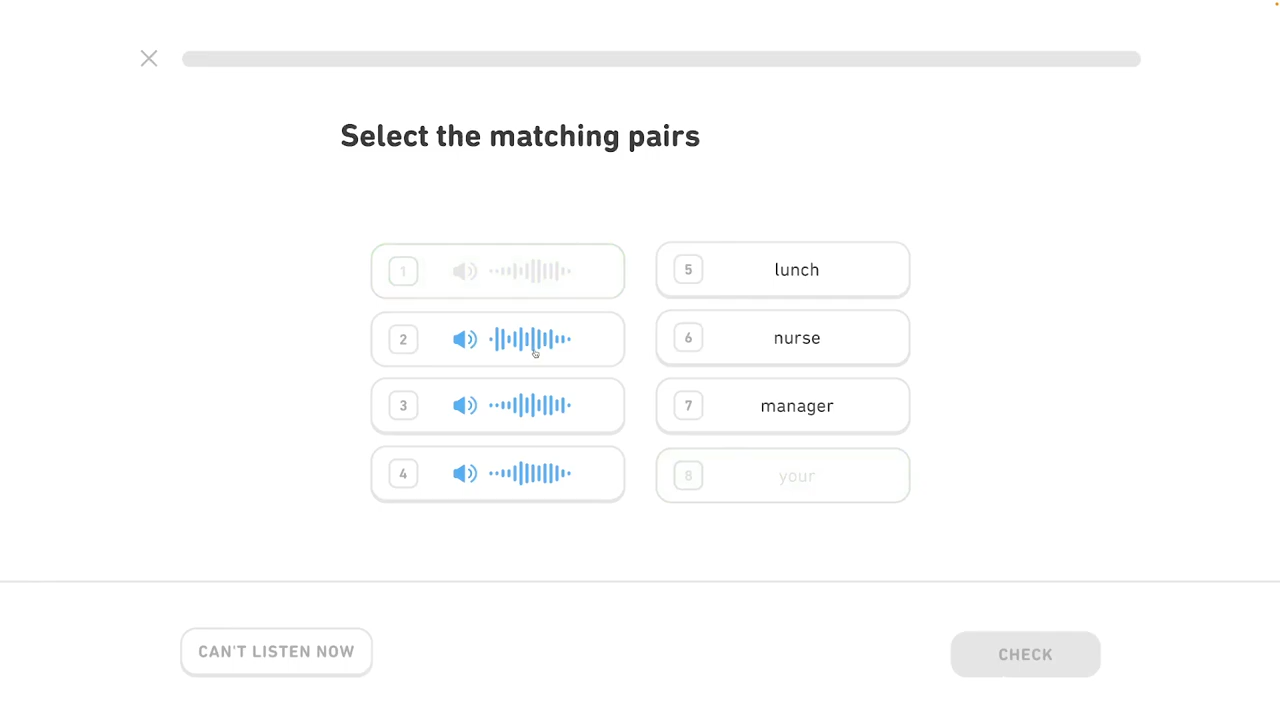 Select the matching pairs
1
5 lunch
2
6 nurse
3
7 manager
4
8 your
CAN'T LISTEN NOW
CHECK